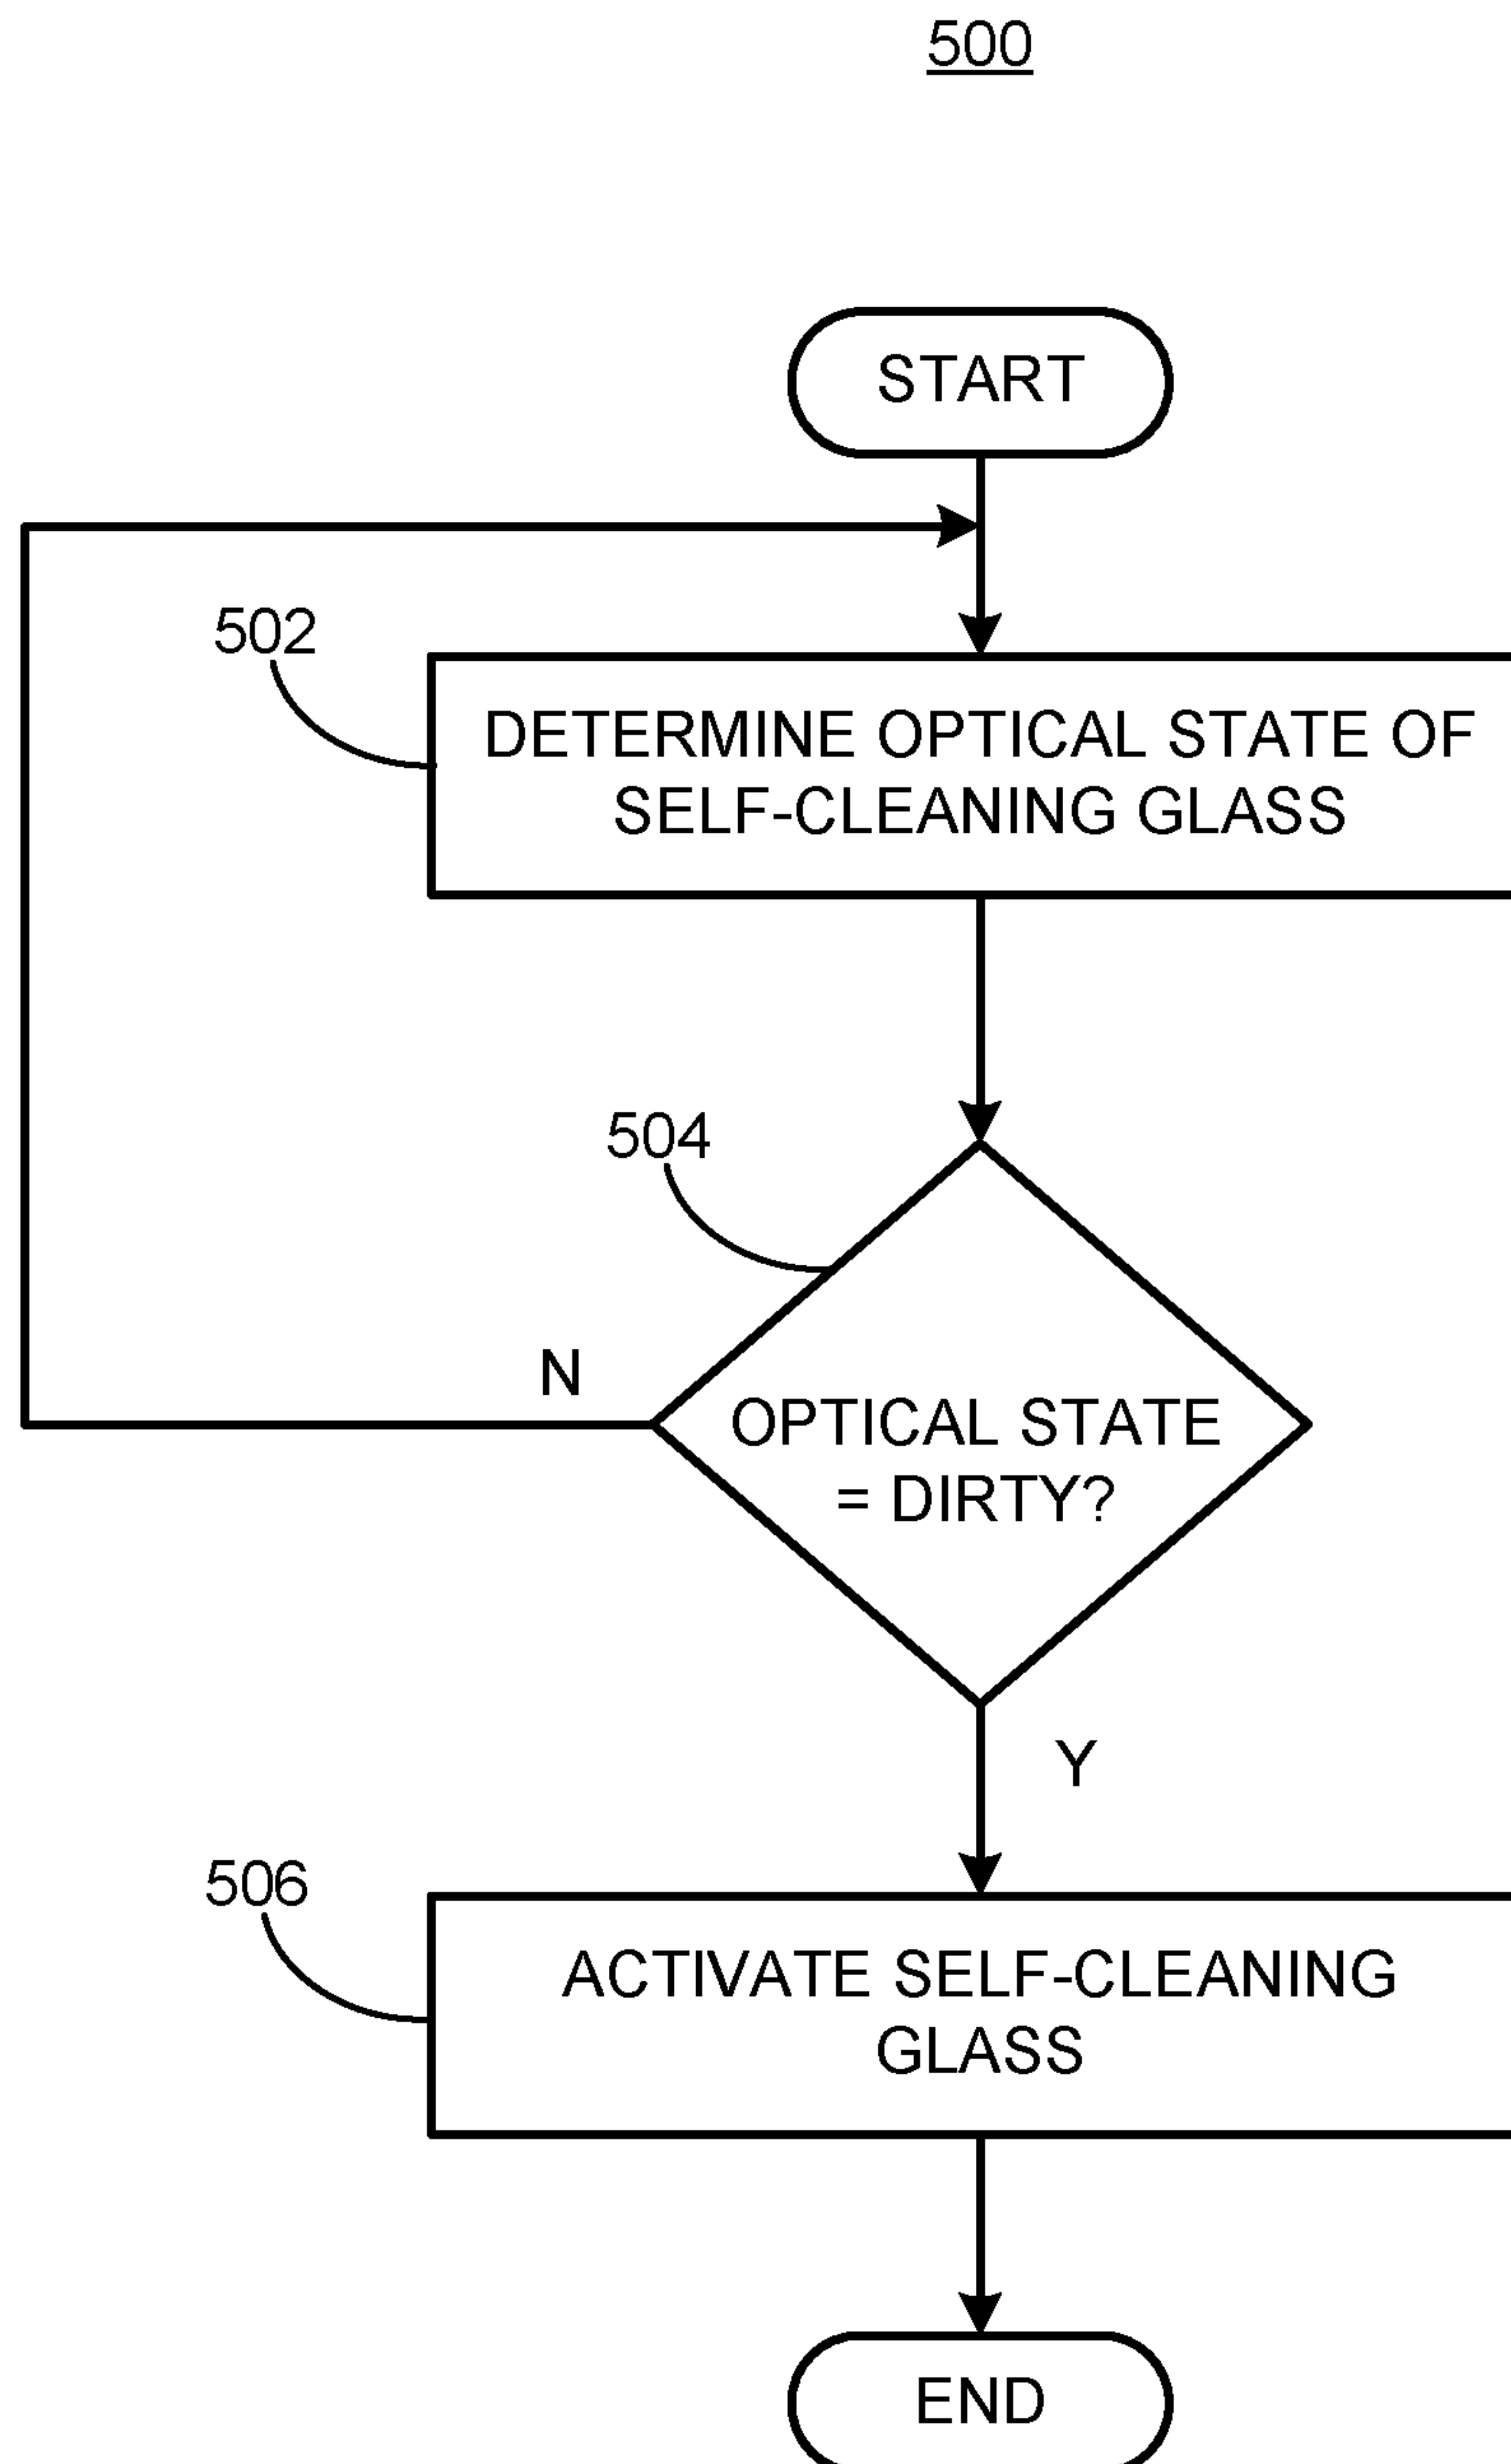 500
START
502
DETERMINE OPTICAL STATE OF
SELF-CLEANING GLASS
504
N
OPTICAL STATE
= DIRTY?
Y
506
ACTIVATE SELF-CLEANING
GLASS
END